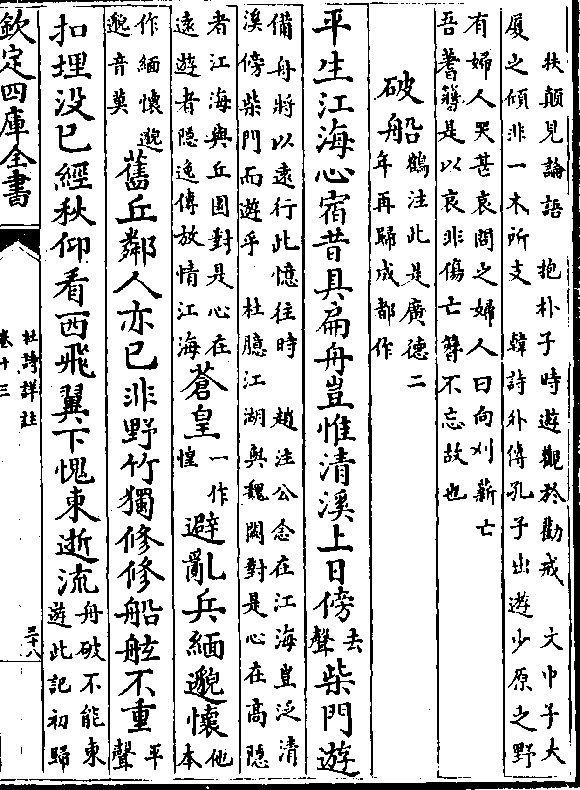 扶顛見論語　抱朴子時遊觀於勸戒　文中子大
厦之傾非一木所支　韓詩外傳孔子出遊少原之野
有婦人哭甚哀問之婦人曰向刈薪亡
吾蓍簪是以哀非傷亡簪不忘故也
破船鶴注此是廣德二年再歸成都作
平生江海心宿昔具扁舟豈惟清溪上日傍去聲柴門遊
備舟將以遠行此憶往時　趙注公念在江海豈泛清
溪傍柴門而遊乎　杜臆江湖與魏闕對是心在高隱
者江海與丘園對是心在遠遊者隱逸傳放情江海蒼皇一作惶避亂兵緬邈懷他本
作緬懷邈邈音莫舊丘鄰人亦已非野竹獨修修船舷不重平聲
扣埋没已經秋仰看西飛翼下愧東逝流舟破不能東遊此記初歸
欽定四庫全書
杜詩詳註
卷十三
三十八